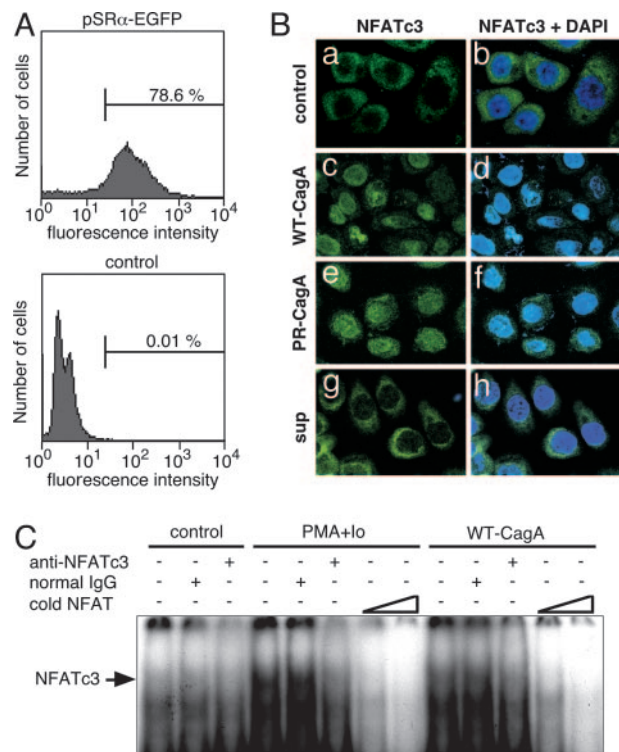 A
pSRα-EGFP
Number of cells
78.6 %
10^0 10^1 10^2 10^3 10^4
fluorescence intensity
control
Number of cells
0.01 %
10^0 10^1 10^2 10^3 10^4
fluorescence intensity
B
NFATc3 NFATc3 + DAPI
control
a b
WT-CagA
c d
PR-CagA
e f
sup
g h
C
control PMA+Io WT-CagA
anti-NFATc3 - - + - - + - - - - + - -
normal IgG - + - - + - - - - + - - -
cold NFAT - - - - - - - - -
NFATc3